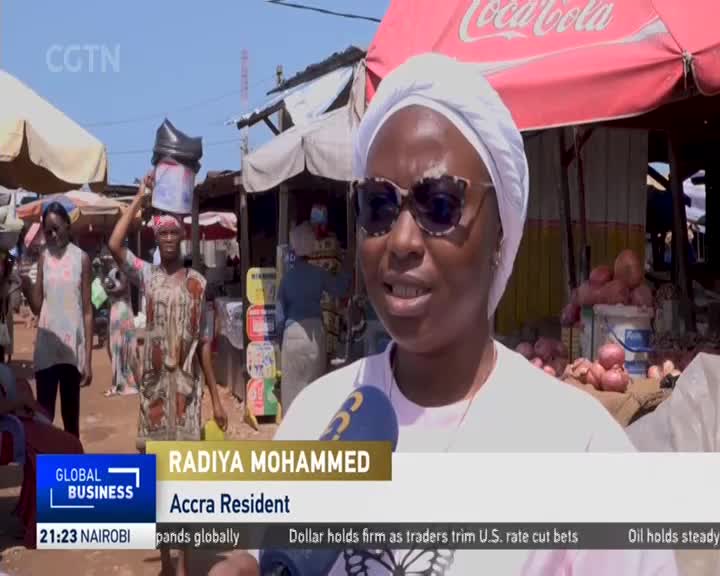 CGTN
Coca-Cola
RADIYA MOHAMMED
GLOBAL
BUSINESS
Accra Resident
21:23 NAIROBI
pands globally Dollar holds firm as traders trim U.S. rate cut bets Oil holds steady